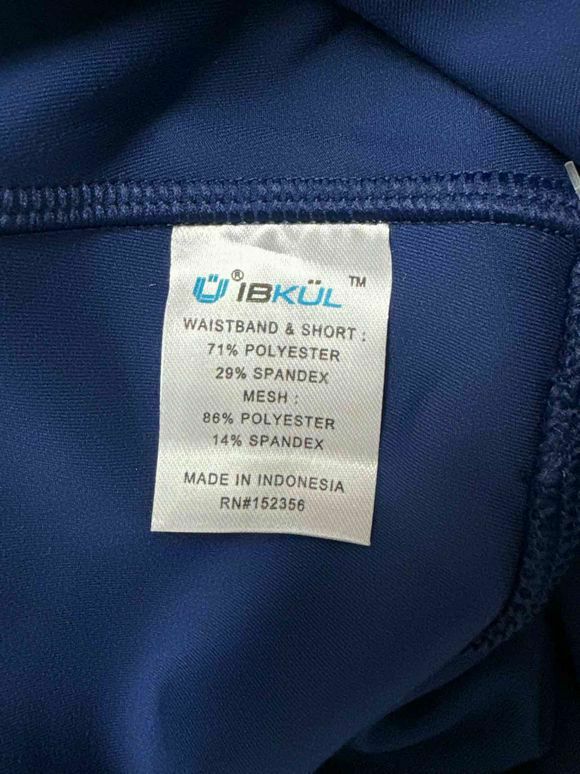 ® IBKÜL ™
WAISTBAND & SHORT :
71% POLYESTER
29% SPANDEX
MESH :
86% POLYESTER
14% SPANDEX
MADE IN INDONESIA
RN#152356